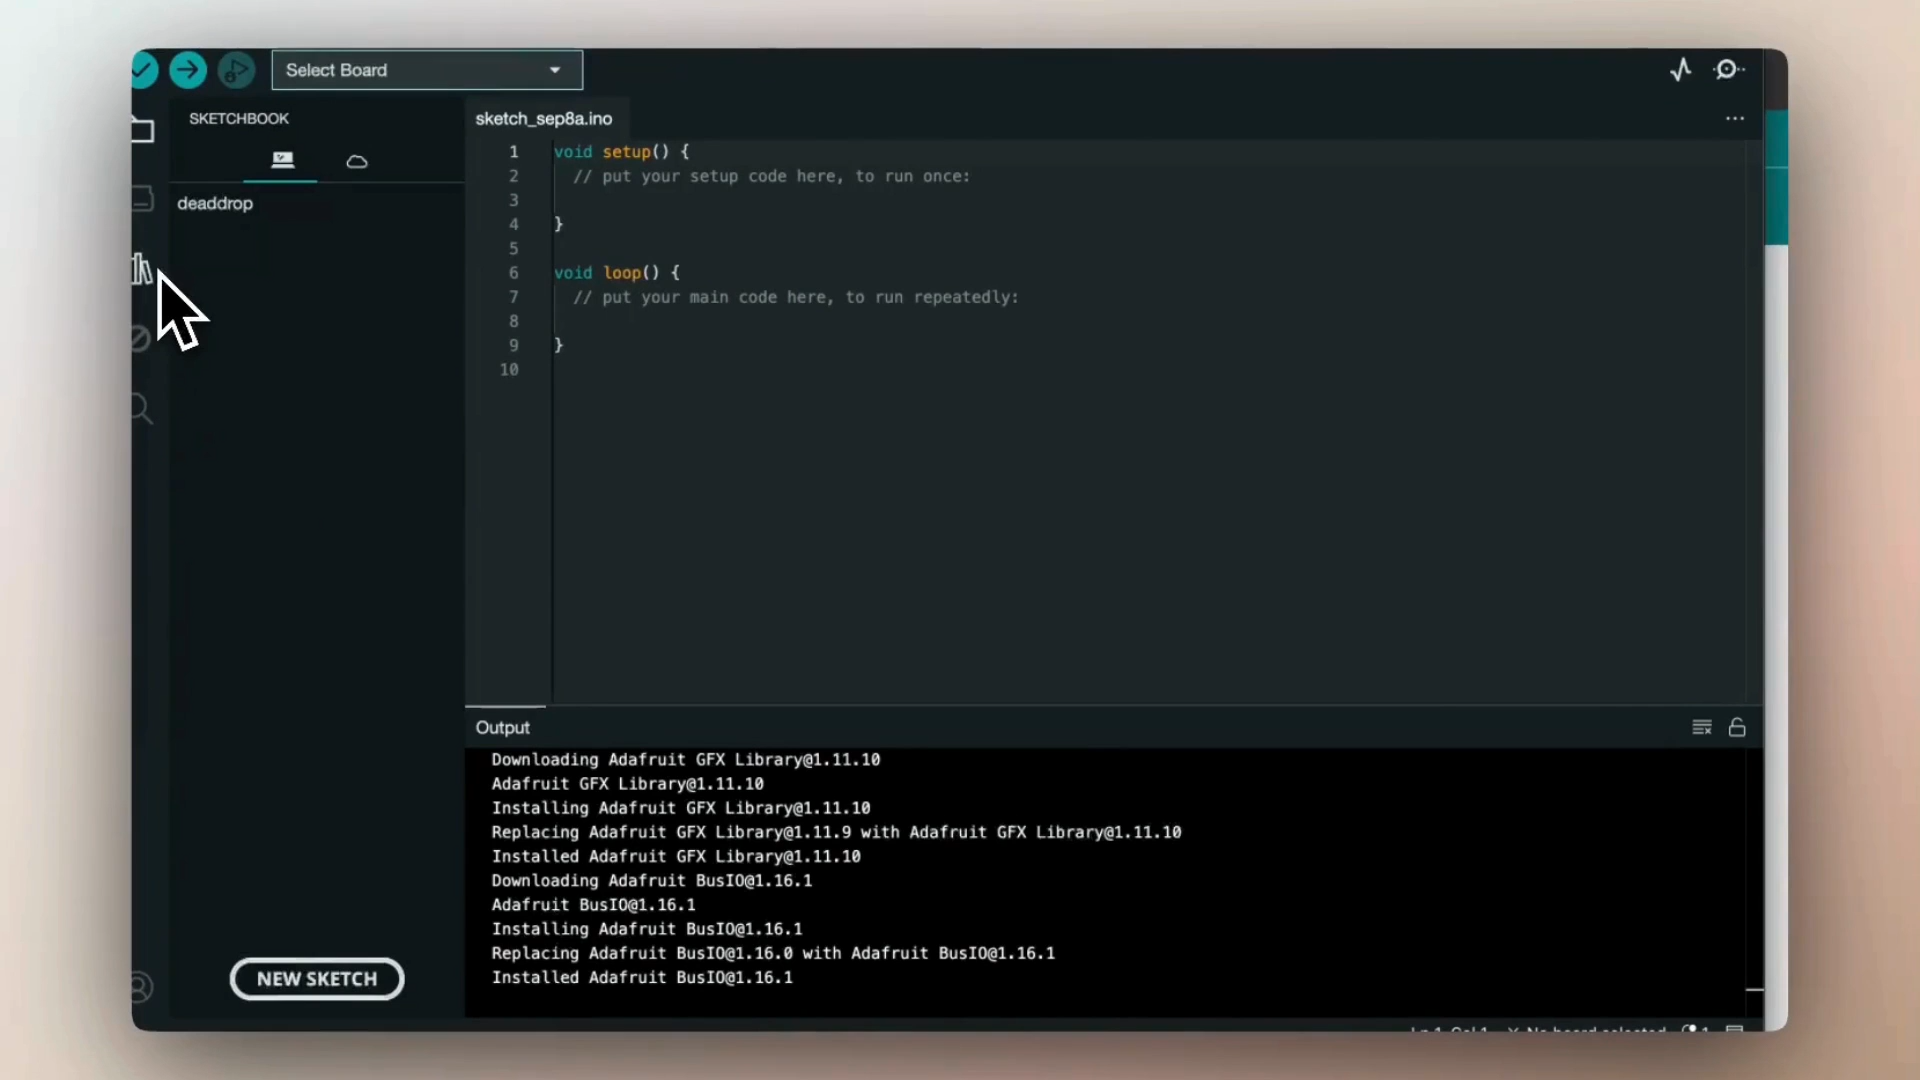 Select Board
SKETCHBOOK
sketch_sep8a.ino
deaddrop
1 void setup() {
2 // put your setup code here, to run once:
3
4 }
5
6 void loop() {
7 // put your main code here, to run repeatedly:
8
9 }
10
Output
Downloading Adafruit GFX Library@1.11.10
Adafruit GFX Library@1.11.10
Installing Adafruit GFX Library@1.11.10
Replacing Adafruit GFX Library@1.11.9 with Adafruit GFX Library@1.11.10
Installed Adafruit GFX Library@1.11.10
Downloading Adafruit BusIO@1.16.1
Adafruit BusIO@1.16.1
Installing Adafruit BusIO@1.16.1
Replacing Adafruit BusIO@1.16.0 with Adafruit BusIO@1.16.1
Installed Adafruit BusIO@1.16.1
NEW SKETCH